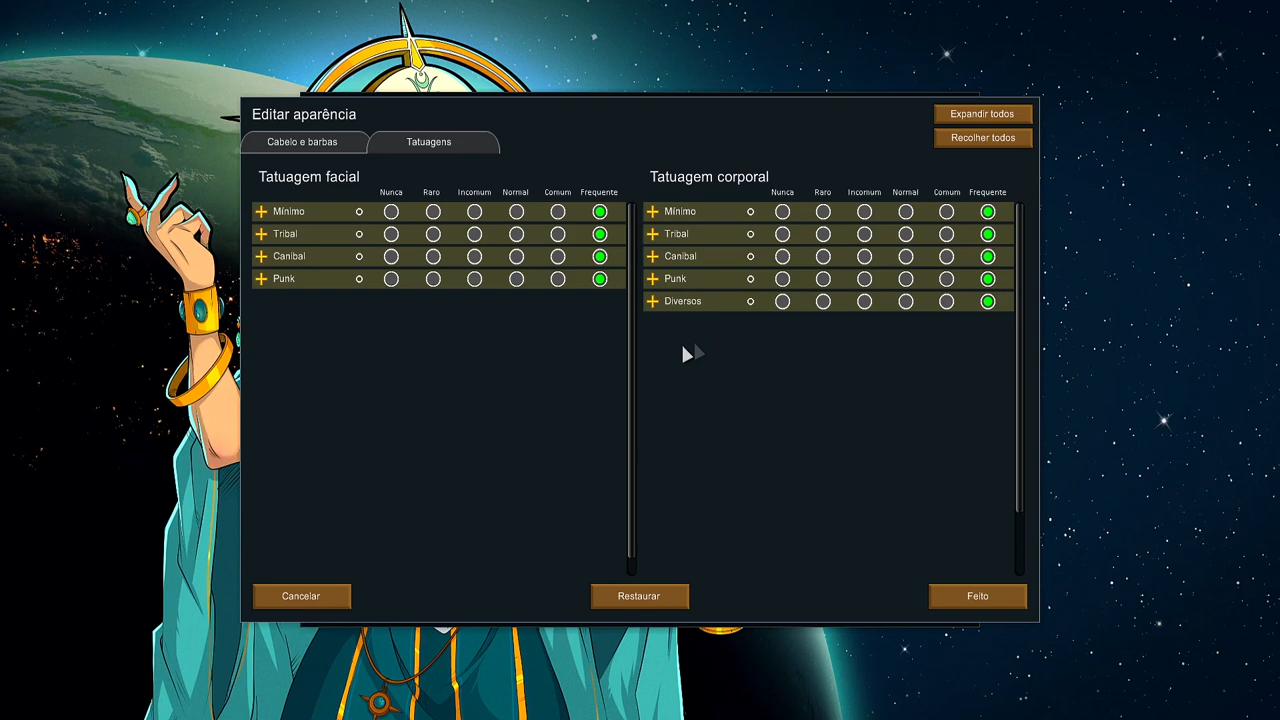 Editar aparência
Expandir todos
Recolher todos
Cabelo e barbas
Tatuagens
Tatuagem facial
Nunca Raro Incomum Normal Comum Frequente
Mínimo
Tribal
Canibal
Punk
Tatuagem corporal
Nunca Raro Incomum Normal Comum Frequente
Mínimo
Tribal
Canibal
Punk
Diversos
Cancelar
Restaurar
Feito